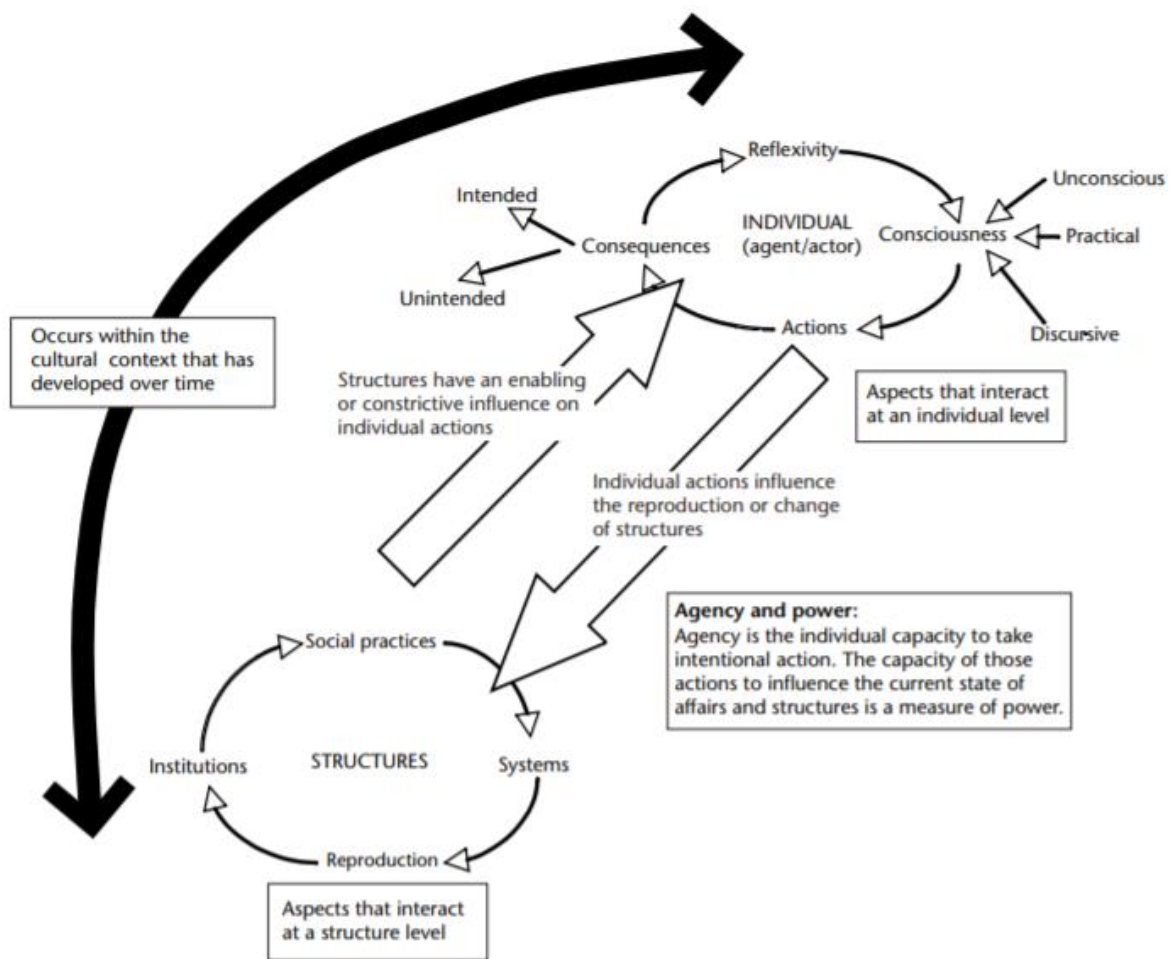 Reflexivity
Unconscious
Intended
INDIVIDUAL
(agent/actor)
Consciousness
Practical
Consequences
Unintended
Actions
Discursive
Occurs within the
cultural context that has
developed over time
Structures have an enabling
or constrictive influence on
individual actions
Aspects that interact
at an individual level
Individual actions influence
the reproduction or change
of structures
Agency and power:
Agency is the individual capacity to take
intentional action. The capacity of those
actions to influence the current state of
affairs and structures is a measure of power.
Social practices
Institutions
STRUCTURES
Systems
Reproduction
Aspects that interact
at a structure level